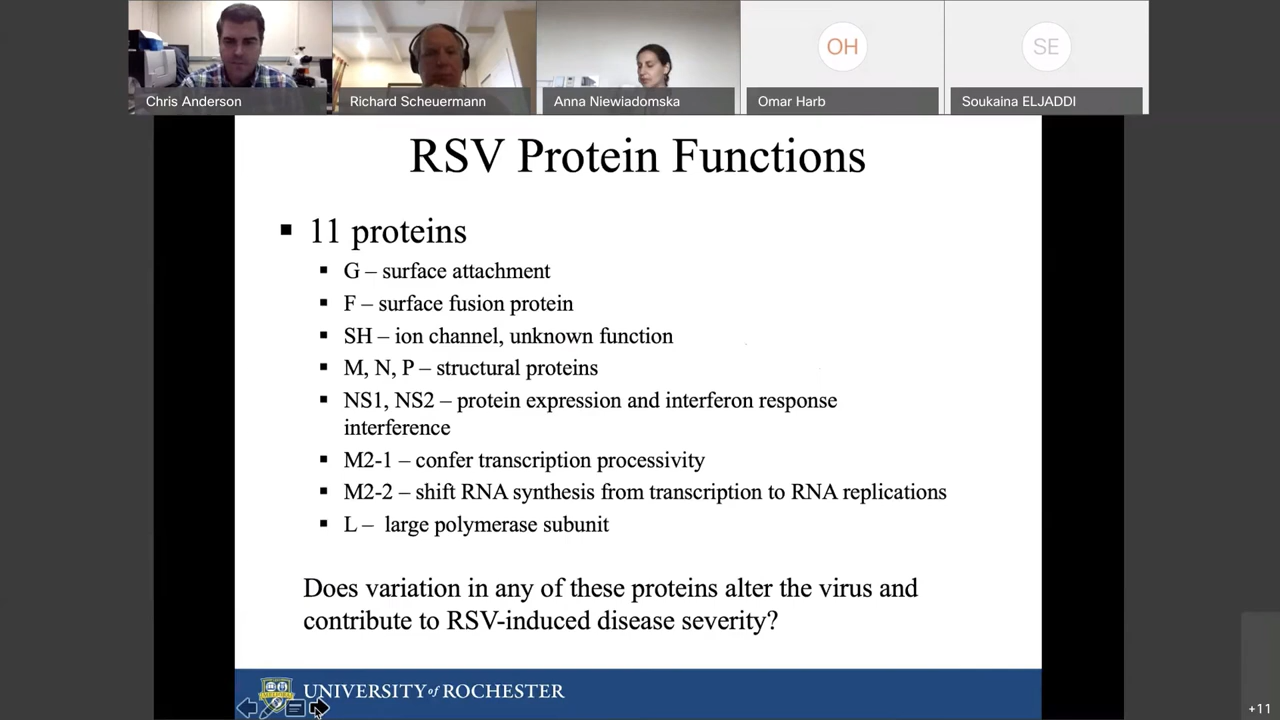 OH
SE
Chris Anderson
Richard Scheuermann
Anna Niewiadomska
Omar Harb
Soukaina ELJADDI
RSV Protein Functions
▪ 11 proteins
▪ G – surface attachment
▪ F – surface fusion protein
▪ SH – ion channel, unknown function
▪ M, N, P – structural proteins
▪ NS1, NS2 – protein expression and interferon response
interference
▪ M2-1 – confer transcription processivity
▪ M2-2 – shift RNA synthesis from transcription to RNA replications
▪ L – large polymerase subunit
Does variation in any of these proteins alter the virus and
contribute to RSV-induced disease severity?
UNIVERSITY of ROCHESTER
+11